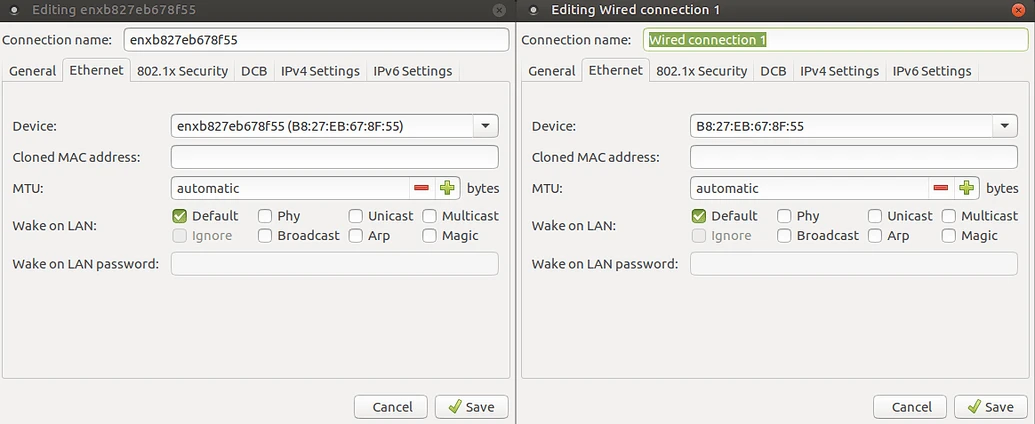 Editing enxb827eb678f55
Connection name: enxb827eb678f55
General Ethernet 802.1x Security DCB IPv4 Settings IPv6 Settings
Device: enxb827eb678f55 (B8:27:EB:67:8F:55)
Cloned MAC address:
MTU: automatic bytes
Wake on LAN: Default Phy Unicast Multicast
Ignore Broadcast Arp Magic
Wake on LAN password:
Cancel Save
Editing Wired connection 1
Connection name: Wired connection 1
General Ethernet 802.1x Security DCB IPv4 Settings IPv6 Settings
Device: B8:27:EB:67:8F:55
Cloned MAC address:
MTU: automatic bytes
Wake on LAN: Default Phy Unicast Multicast
Ignore Broadcast Arp Magic
Wake on LAN password:
Cancel Save